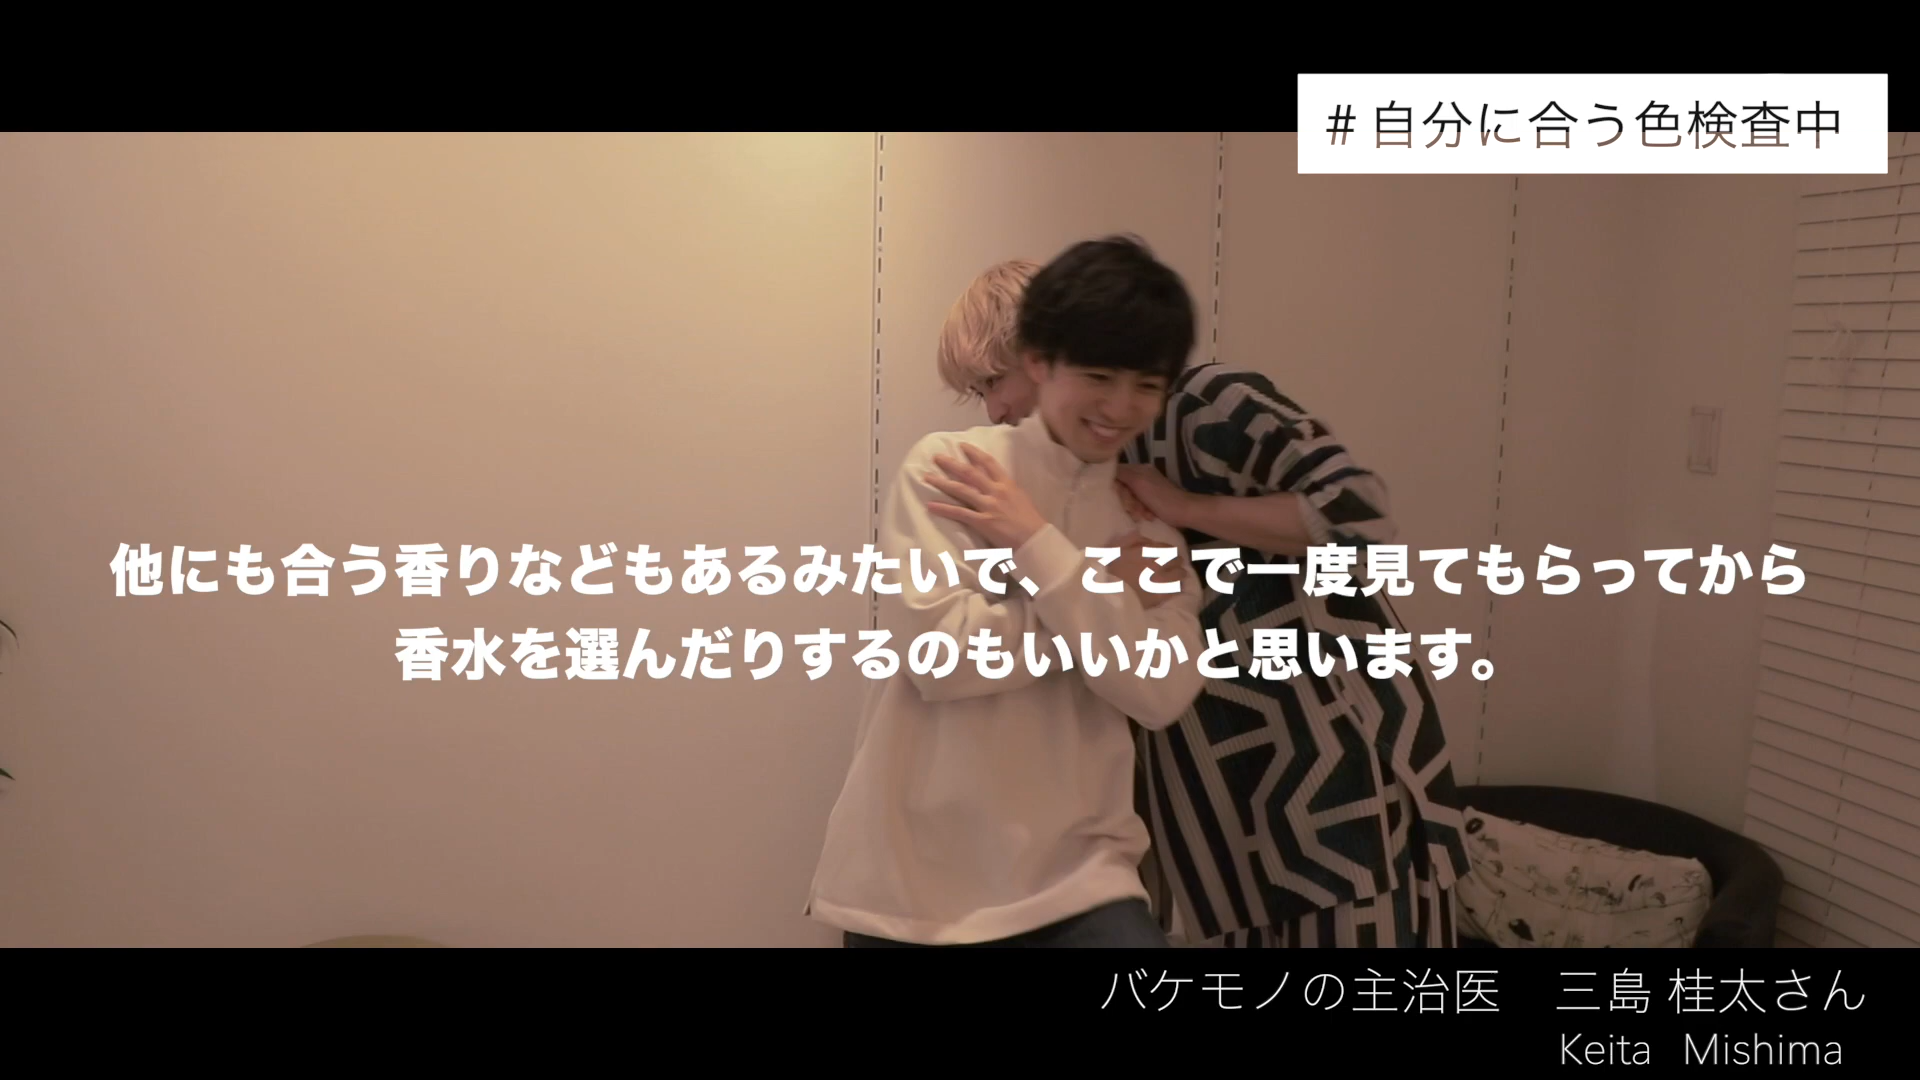 #自分に合う色検査中
他にも合う香りなどもあるみたいで、ここで一度見てもらってから
香水を選んだりするのもいいかと思います。
バケモノの主治医　三島 桂太さん
Keita Mishima